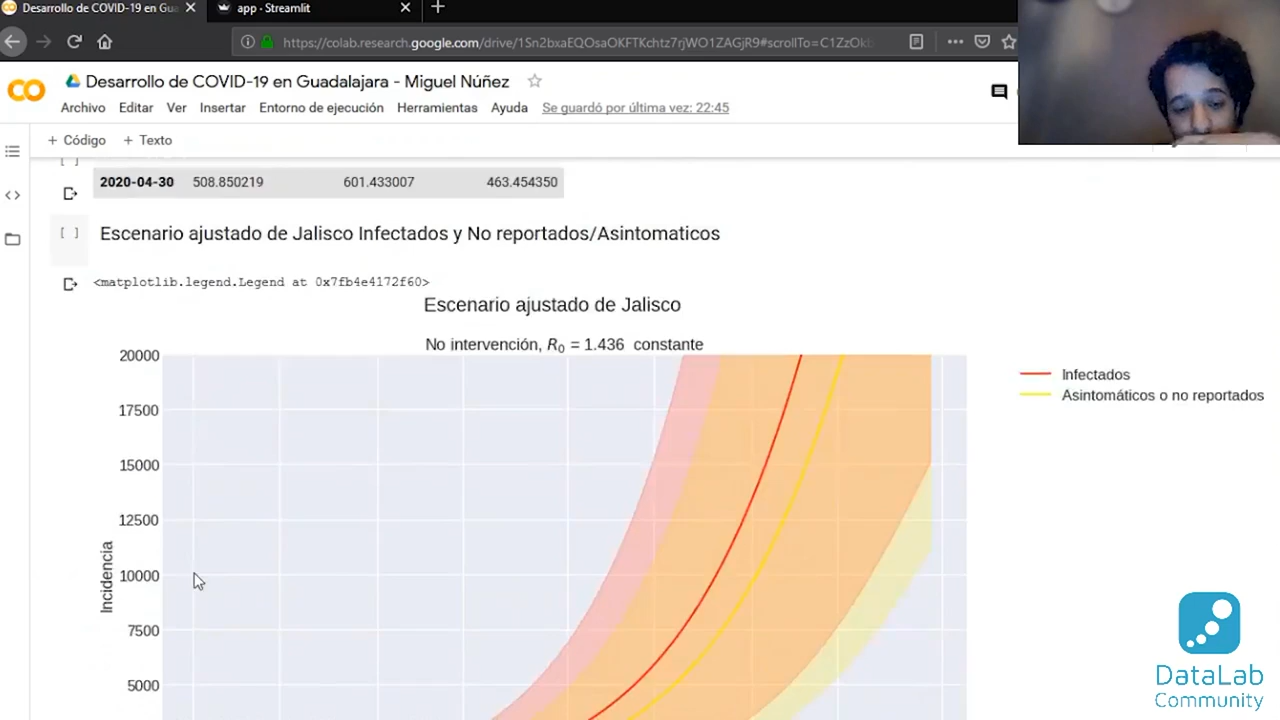 Desarrollo de COVID-19 en Gua
app - Streamlit
https://colab.research.google.com/drive/1Sn2bxaEQOsaOKFTKchtz7rjWO1ZAGjR9#scrollTo=C1ZzOkb
Desarrollo de COVID-19 en Guadalajara - Miguel Núñez
Archivo Editar Ver Insertar Entorno de ejecución Herramientas Ayuda Se guardó por última vez: 22:45
+ Código + Texto
[ ]
2020-04-30 508.850219 601.433007 463.454350
[ ] Escenario ajustado de Jalisco Infectados y No reportados/Asintomaticos
<matplotlib.legend.Legend at 0x7fb4e4172f60>
Escenario ajustado de Jalisco
No intervención, R₀ = 1.436 constante
20000
17500
15000
12500
10000
7500
5000
Incidencia
Infectados
Asintomáticos o no reportados
DataLab
Community